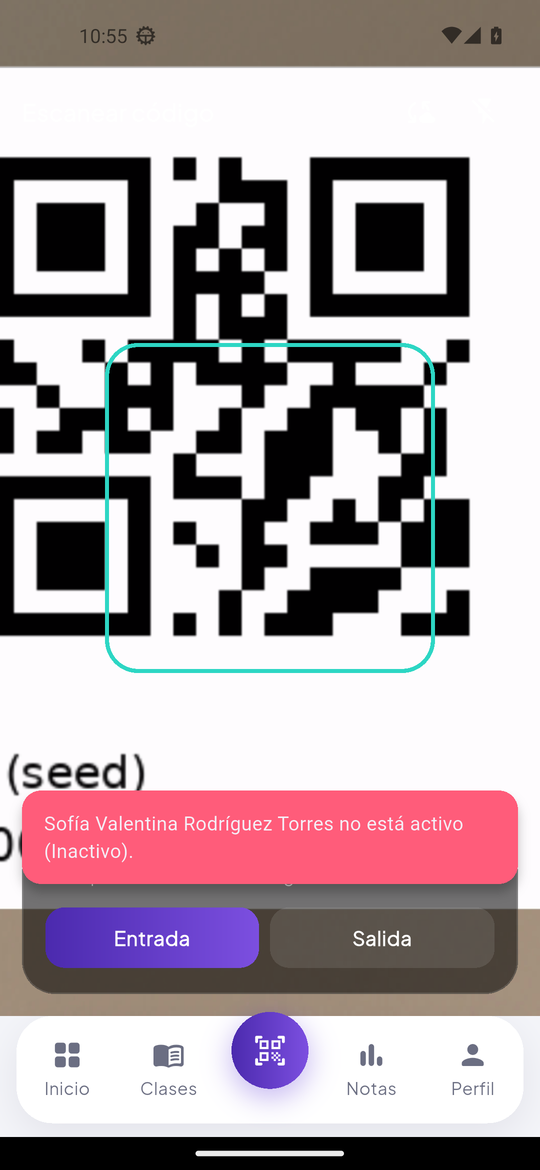 10:55
(seed)
Sofía Valentina Rodríguez Torres no está activo
(Inactivo).
Entrada
Salida
Inicio
Clases
Notas
Perfil